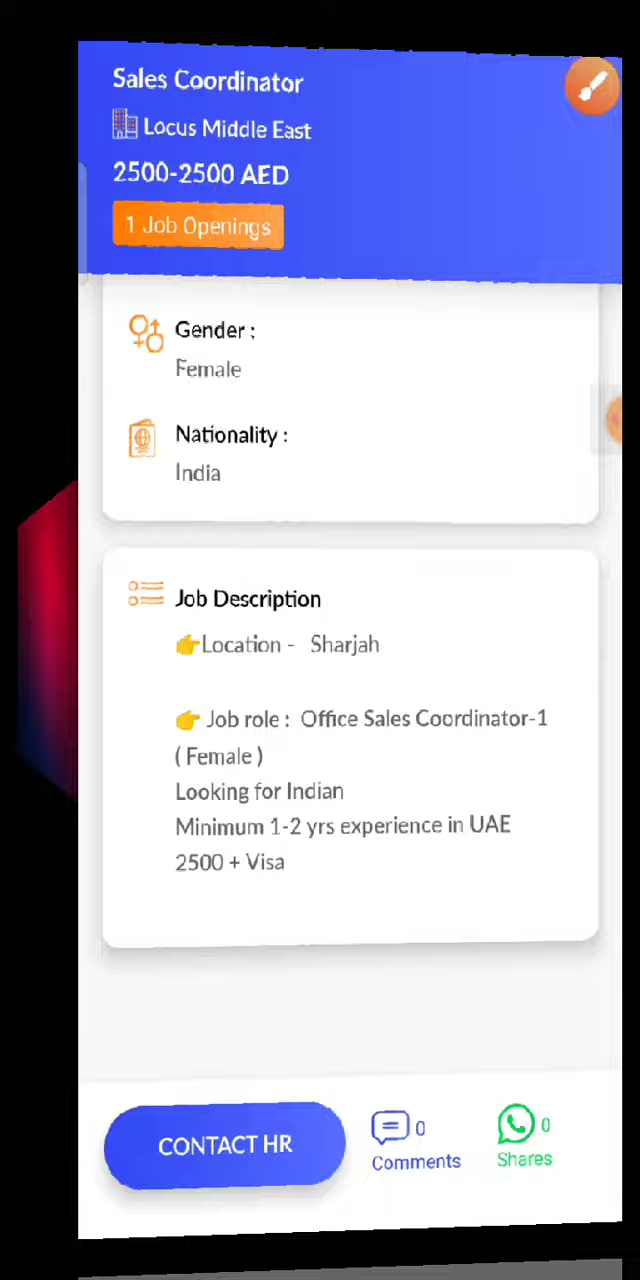 Sales Coordinator
Locus Middle East
2500-2500 AED
1 Job Openings
Gender :
Female
Nationality :
India
Job Description
👉Location - Sharjah
👉 Job role : Office Sales Coordinator-1
( Female )
Looking for Indian
Minimum 1-2 yrs experience in UAE
2500 + Visa
CONTACT HR
0
Comments
0
Shares